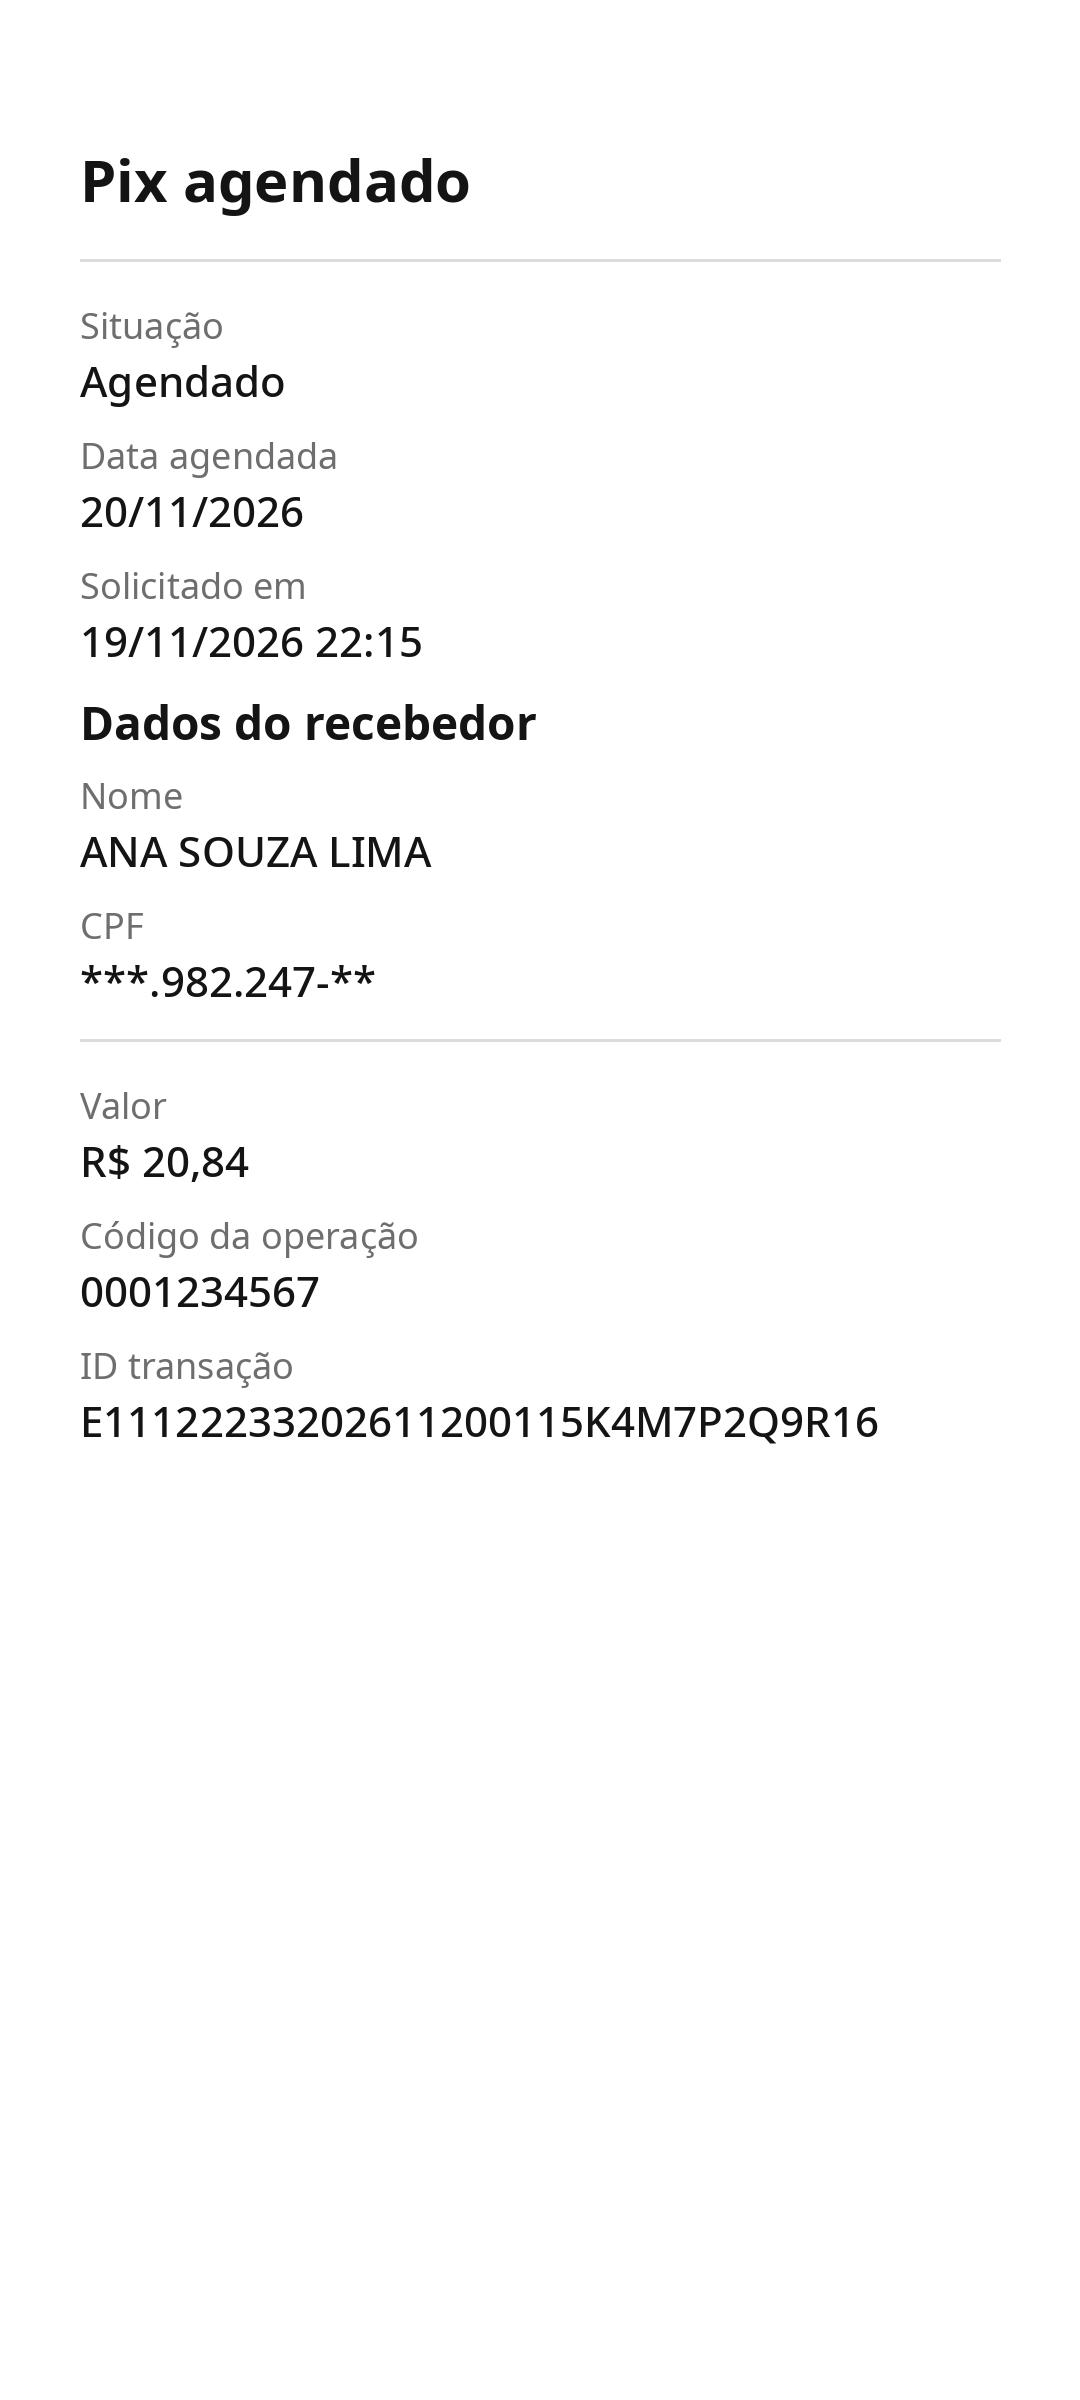 Pix agendado
Situação
Agendado
Data agendada
20/11/2026
Solicitado em
19/11/2026 22:15
Dados do recebedor
Nome
ANA SOUZA LIMA
CPF
***.982.247-**
Valor
R$ 20,84
Código da operação
0001234567
ID transação
E11122233202611200115K4M7P2Q9R16